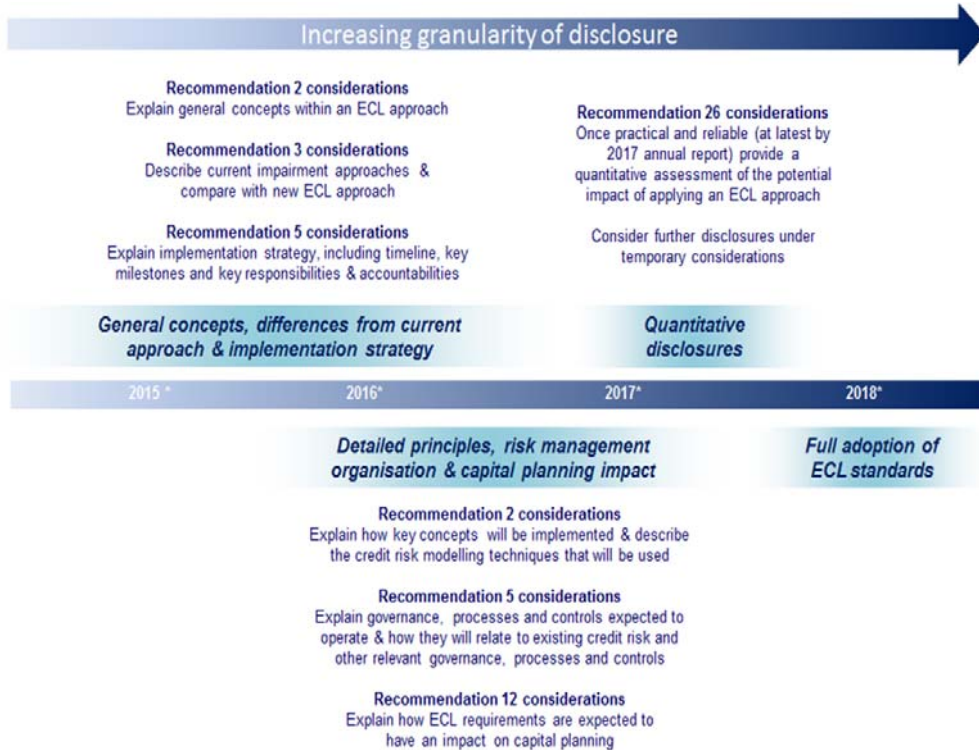 Increasing granularity of disclosure
Recommendation 2 considerations
Explain general concepts within an ECL approach
Recommendation 3 considerations
Describe current impairment approaches &
compare with new ECL approach
Recommendation 5 considerations
Explain implementation strategy, including timeline, key
milestones and key responsibilities & accountabilities
Recommendation 26 considerations
Once practical and reliable (at latest by
2017 annual report) provide a
quantitative assessment of the potential
impact of applying an ECL approach
Consider further disclosures under
temporary considerations
General concepts, differences from current
approach & implementation strategy
Quantitative
disclosures
2015 * 2016* 2017* 2018*
Detailed principles, risk management
organisation & capital planning impact
Full adoption of
ECL standards
Recommendation 2 considerations
Explain how key concepts will be implemented & describe
the credit risk modelling techniques that will be used
Recommendation 5 considerations
Explain governance, processes and controls expected to
operate & how they will relate to existing credit risk and
other relevant governance, processes and controls
Recommendation 12 considerations
Explain how ECL requirements are expected to
have an impact on capital planning